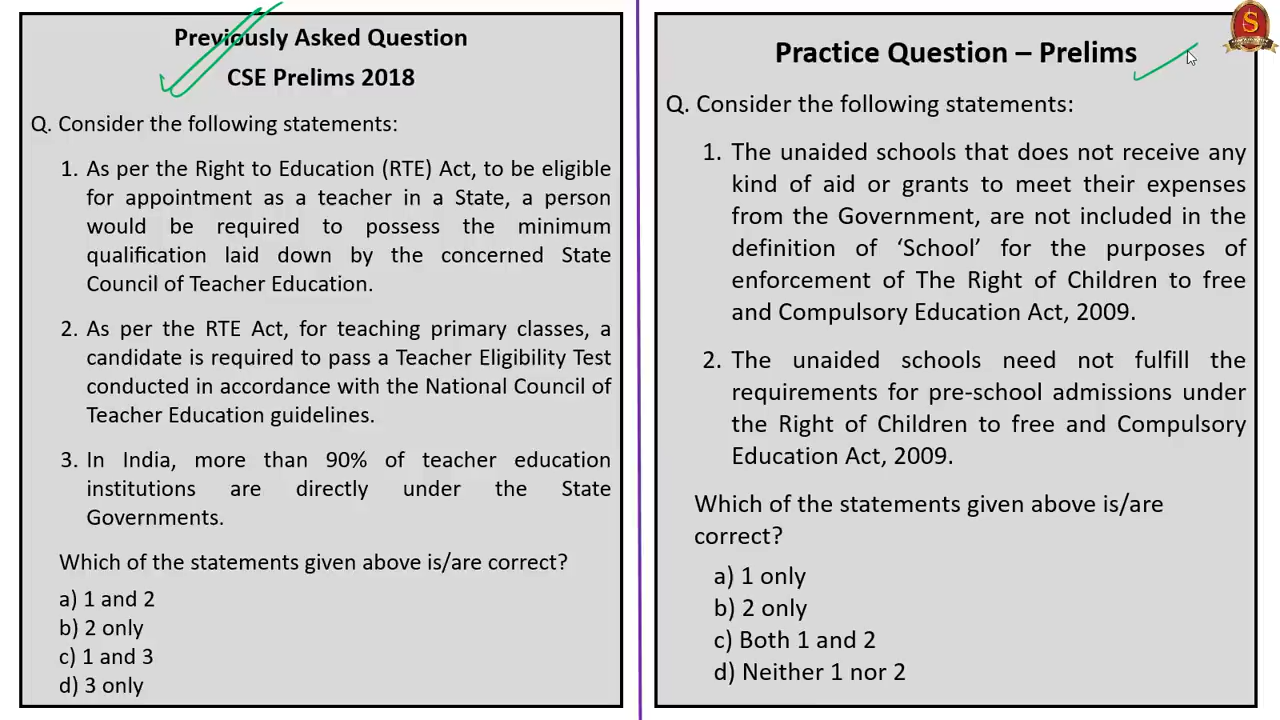 Previously Asked Question
CSE Prelims 2018
Q. Consider the following statements:
1. As per the Right to Education (RTE) Act, to be eligible
for appointment as a teacher in a State, a person
would be required to possess the minimum
qualification laid down by the concerned State
Council of Teacher Education.
2. As per the RTE Act, for teaching primary classes, a
candidate is required to pass a Teacher Eligibility Test
conducted in accordance with the National Council of
Teacher Education guidelines.
3. In India, more than 90% of teacher education
institutions are directly under the State
Governments.
Which of the statements given above is/are correct?
a) 1 and 2
b) 2 only
c) 1 and 3
d) 3 only
Practice Question – Prelims
Q. Consider the following statements:
1. The unaided schools that does not receive any
kind of aid or grants to meet their expenses
from the Government, are not included in the
definition of ‘School’ for the purposes of
enforcement of The Right of Children to free
and Compulsory Education Act, 2009.
2. The unaided schools need not fulfill the
requirements for pre-school admissions under
the Right of Children to free and Compulsory
Education Act, 2009.
Which of the statements given above is/are
correct?
a) 1 only
b) 2 only
c) Both 1 and 2
d) Neither 1 nor 2
S